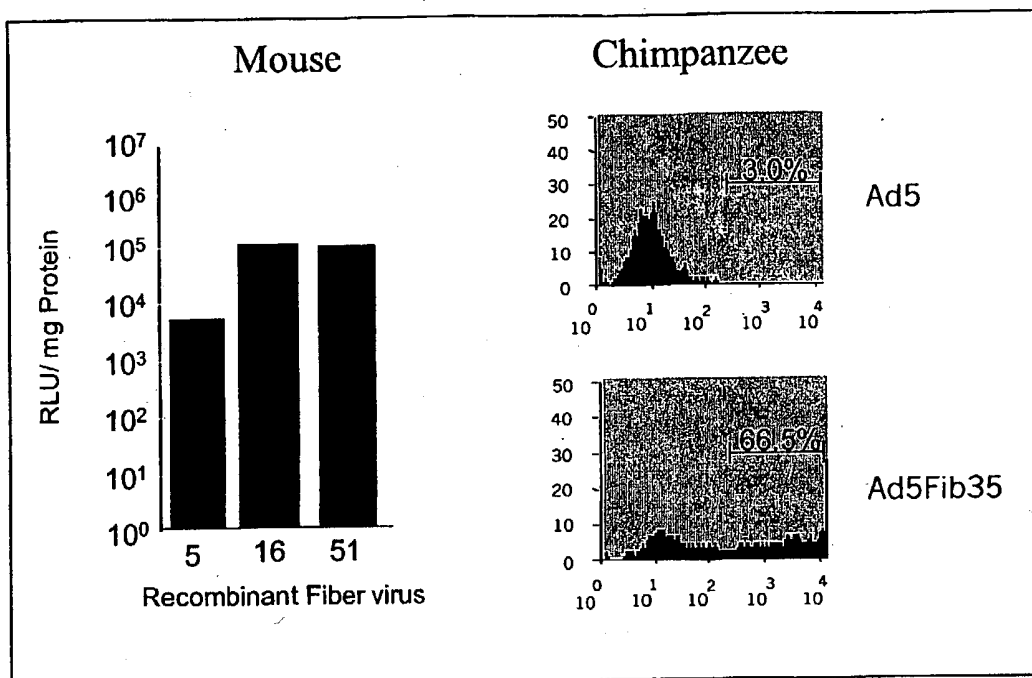 Mouse
Chimpanzee
RLU/ mg Protein
10⁷
10⁶
10⁵
10⁴
10³
10²
10¹
10⁰
5 16 51
Recombinant Fiber virus
50
40
30
20
10
0
10⁰ 10¹ 10² 10³ 10⁴
3.0%
Ad5
50
40
30
20
10
0
10⁰ 10¹ 10² 10³ 10⁴
66.5%
Ad5Fib35